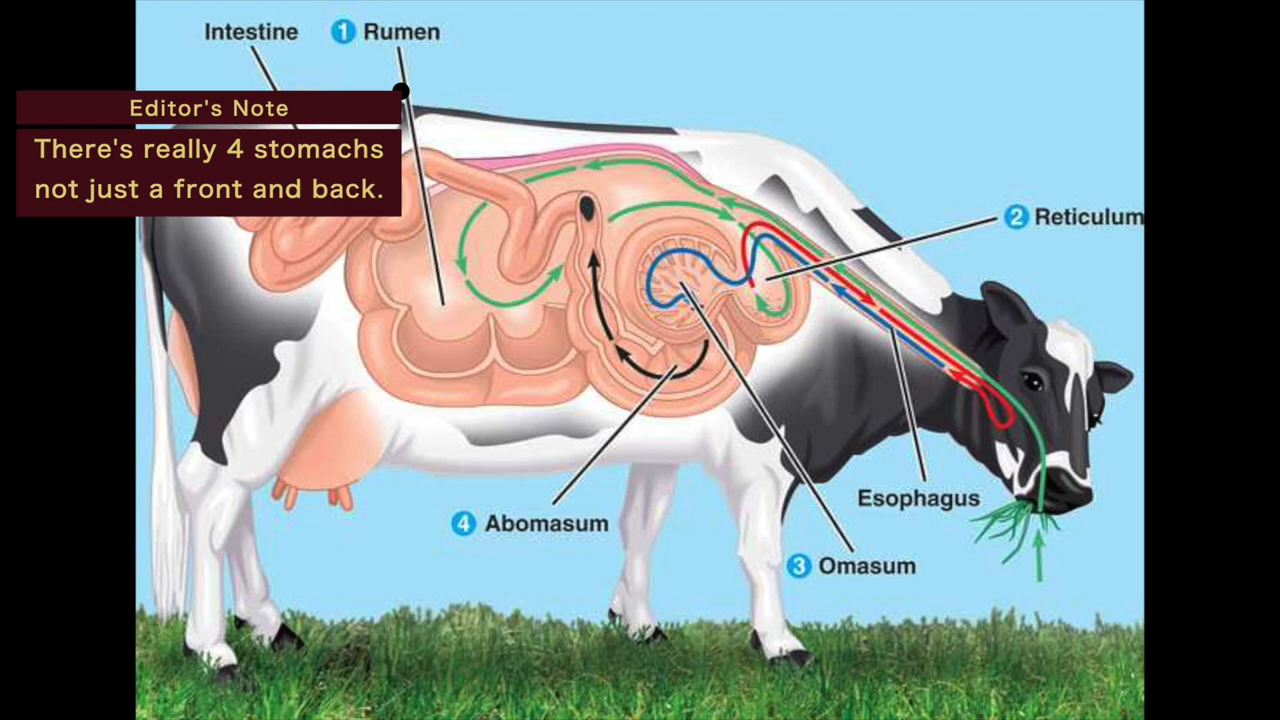 Intestine
1 Rumen
Editor's Note
There's really 4 stomachs
not just a front and back.
2 Reticulum
Esophagus
4 Abomasum
3 Omasum